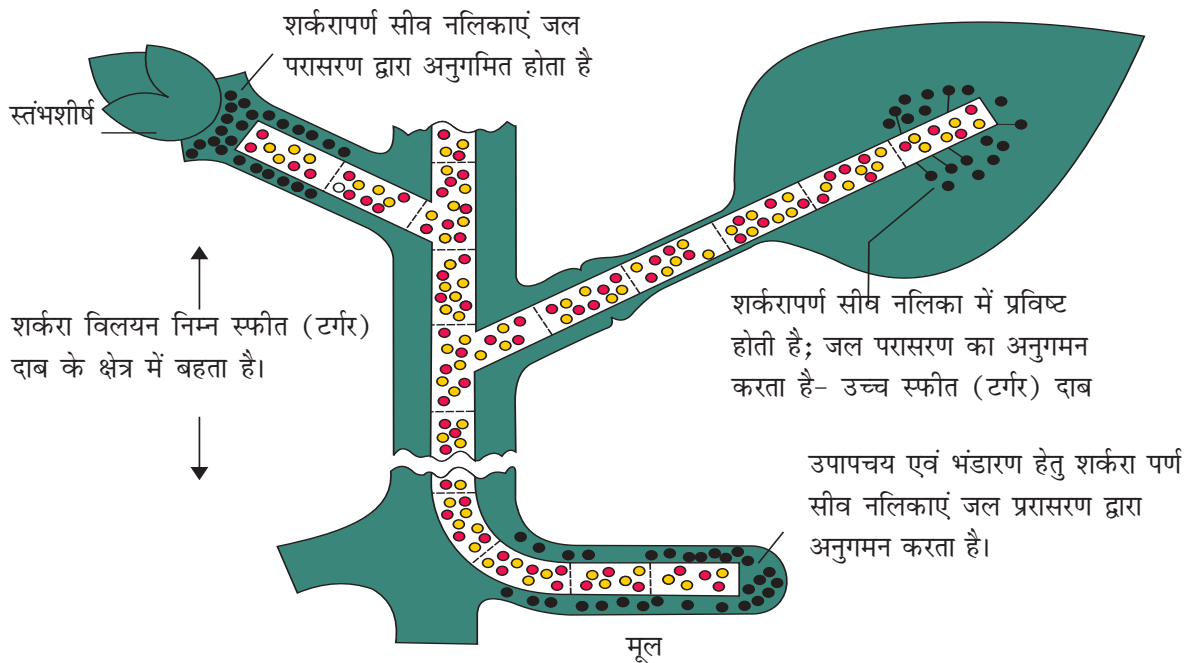 शर्करापर्ण सीव नलिकाएं जल
परासरण द्वारा अनुगमित होता है
स्तंभशीर्ष
शर्करा विलयन निम्न स्फीत (टर्गर)
दाब के क्षेत्र में बहता है।
शर्करापर्ण सीव नलिका में प्रविष्ट
होती है; जल परासरण का अनुगमन
करता है- उच्च स्फीत (टर्गर) दाब
उपापचय एवं भंडारण हेतु शर्करा पर्ण
सीव नलिकाएं जल प्ररासरण द्वारा
अनुगमन करता है।
मूल